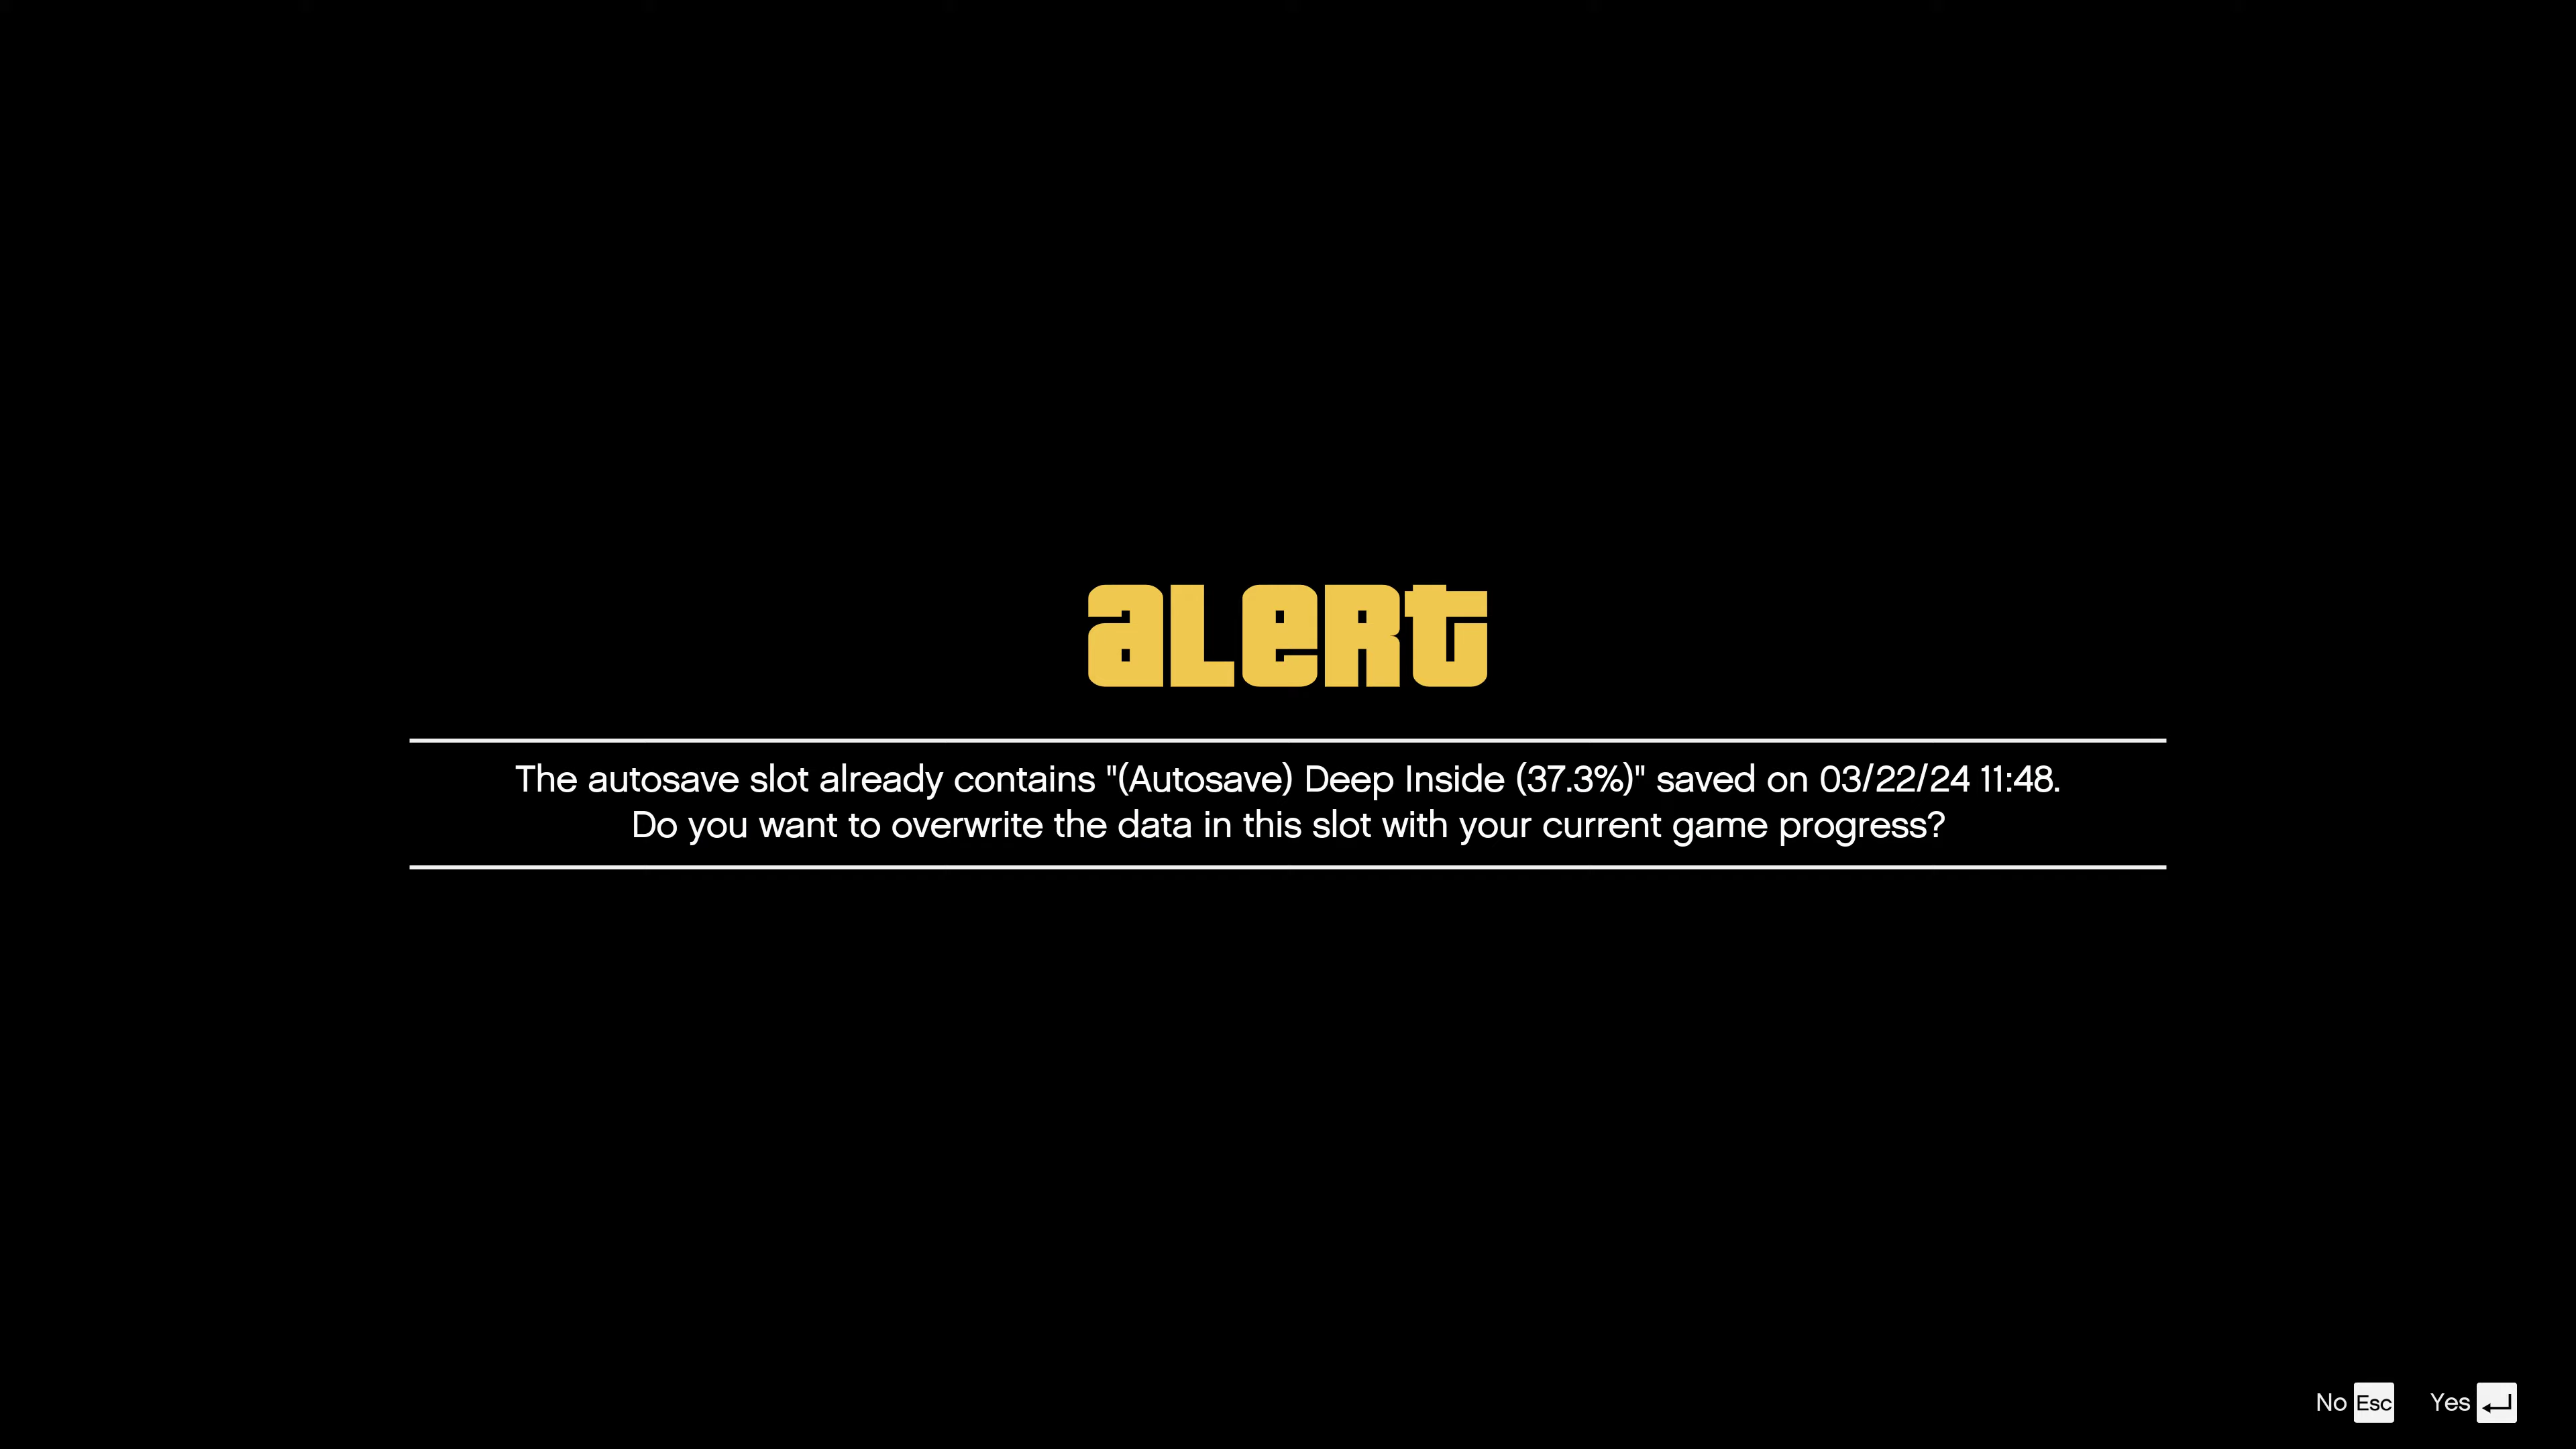 aLeRt
The autosave slot already contains "(Autosave) Deep Inside (37.3%)" saved on 03/22/24 11:48.
Do you want to overwrite the data in this slot with your current game progress?
No Esc Yes